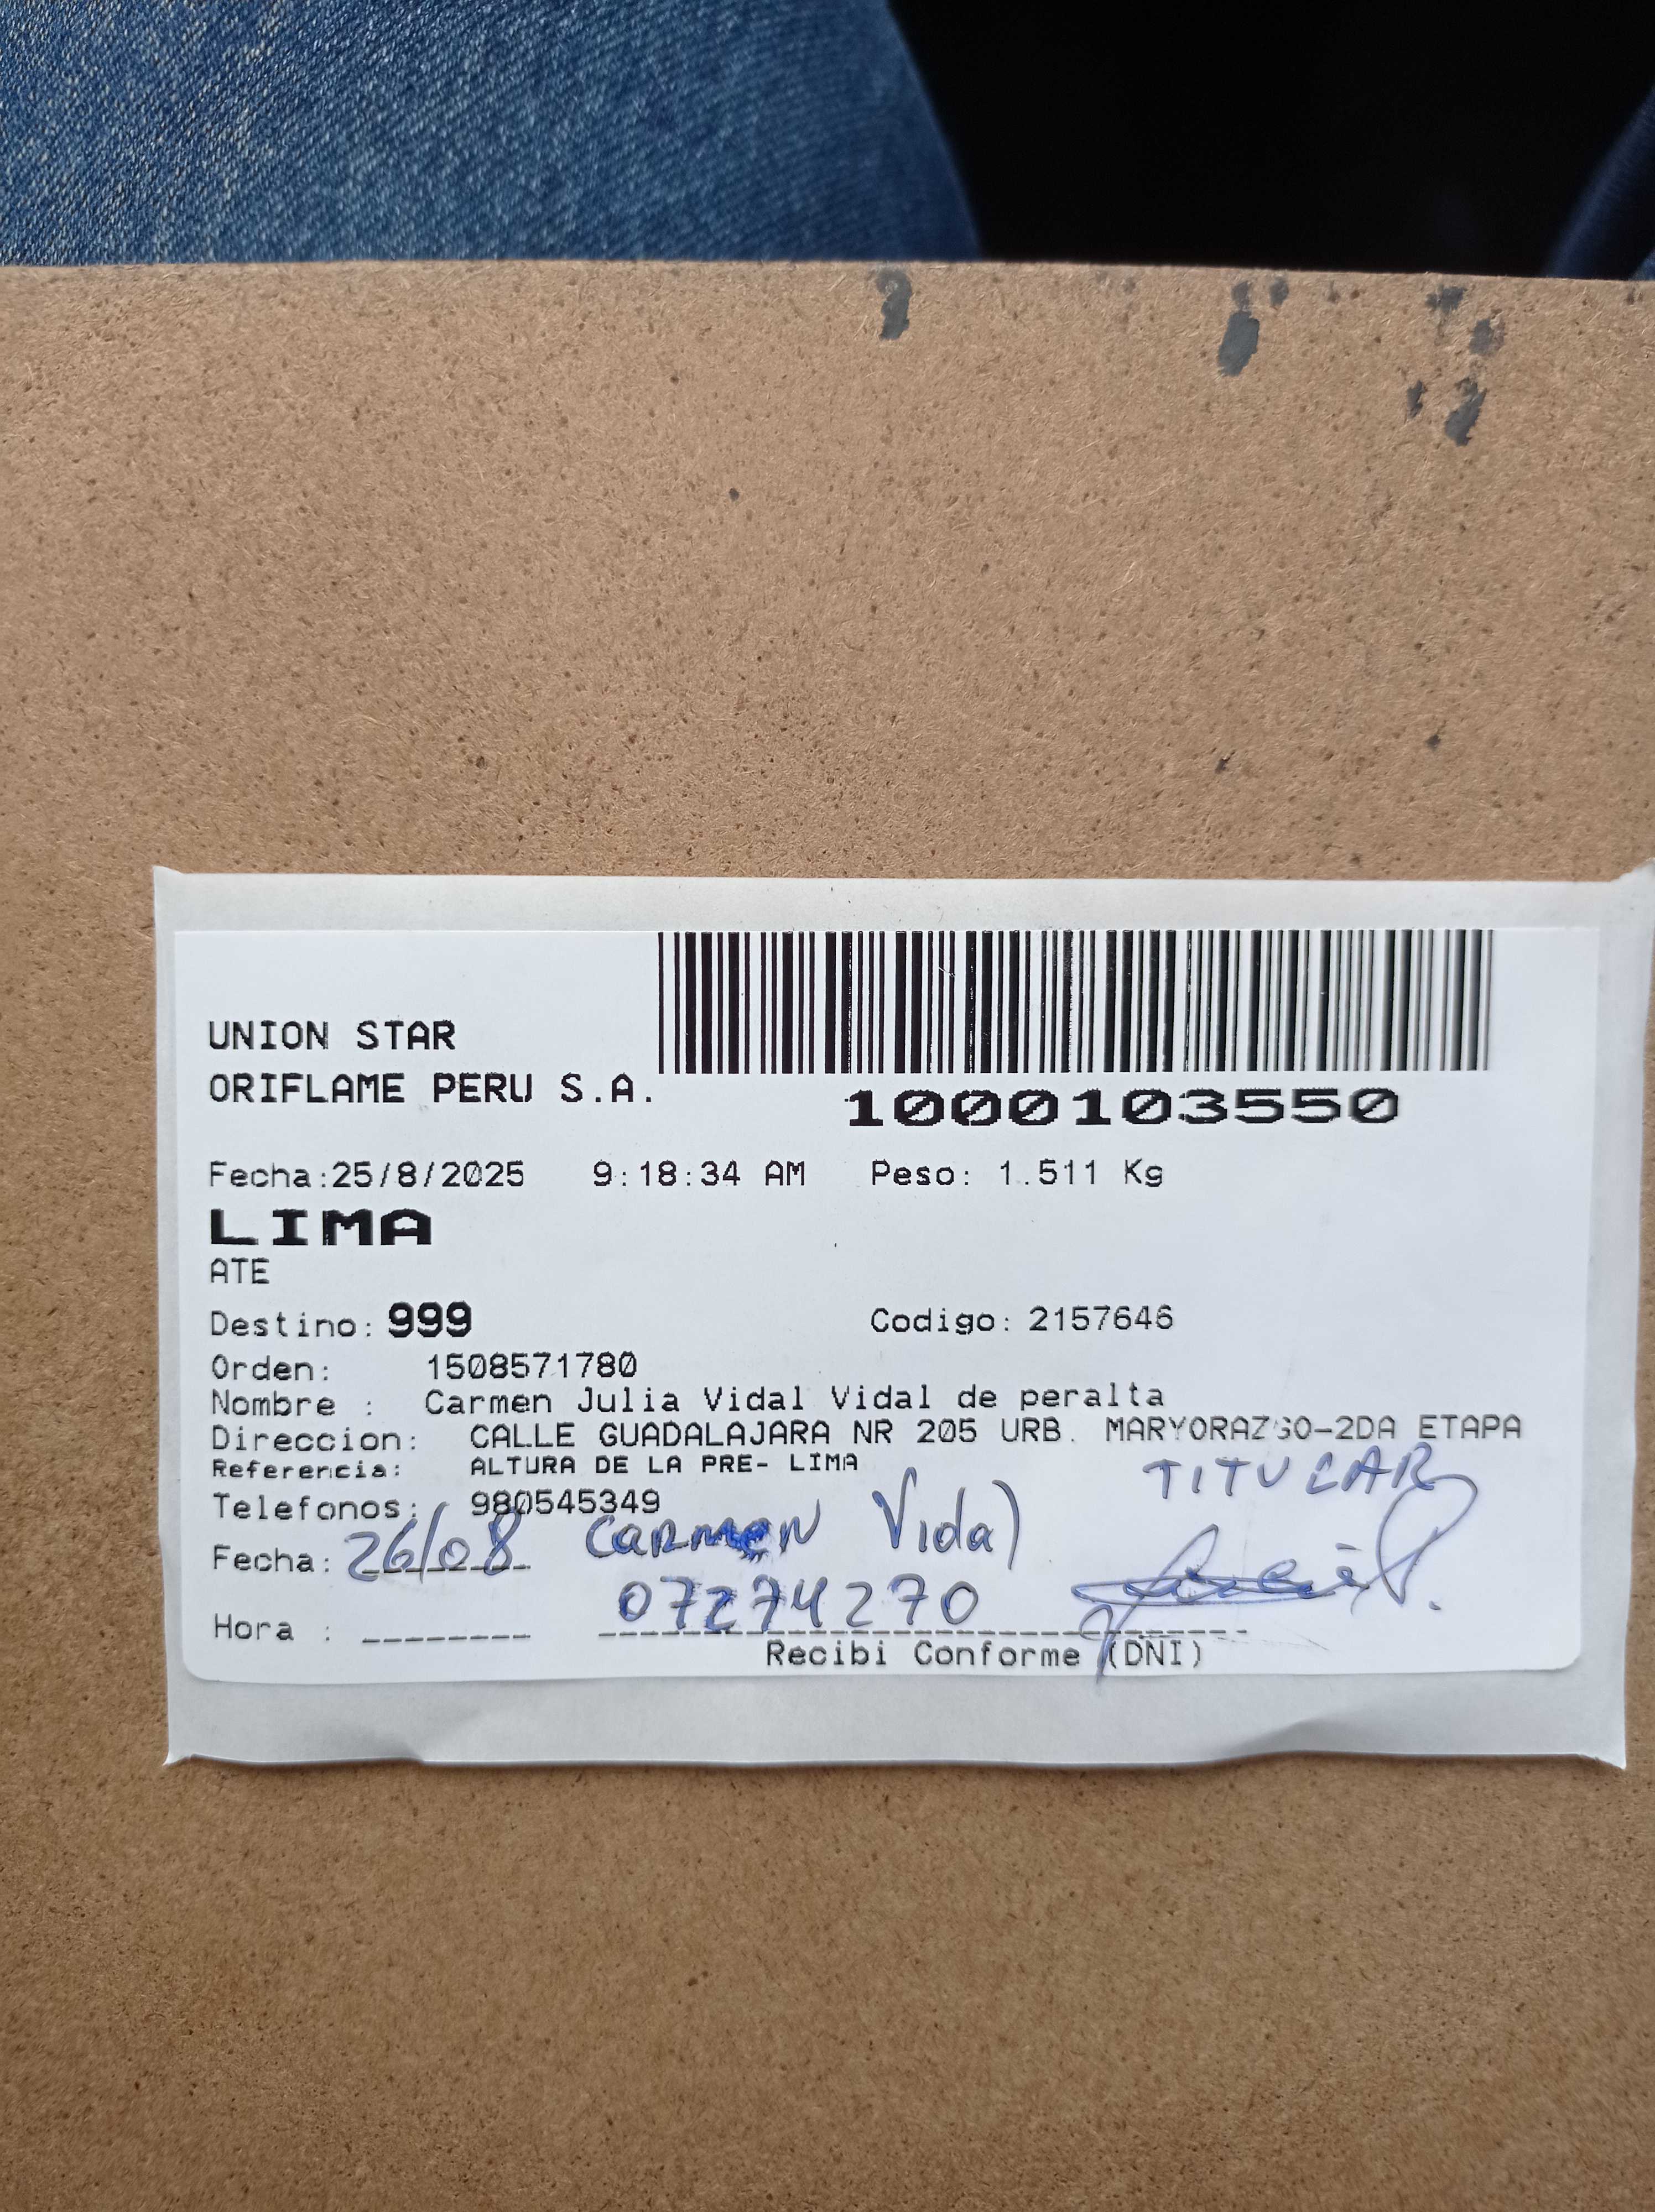 UNION STAR
ORIFLAME PERU S.A.
1000103550
Fecha:25/8/2025 9:18:34 AM Peso: 1.511 Kg
LIMA
ATE
Destino: 999 Codigo: 2157646
Orden: 1508571780
Nombre : Carmen Julia Vidal Vidal de peralta
Direccion: CALLE GUADALAJARA NR 205 URB. MARYORAZGO-2DA ETAPA
Referencia: ALTURA DE LA PRE- LIMA
TITULAR
Telefonos: 980545349
Fecha: 26/08 Carmen Vidal
07274270
Hora :
Recibi Conforme (DNI)